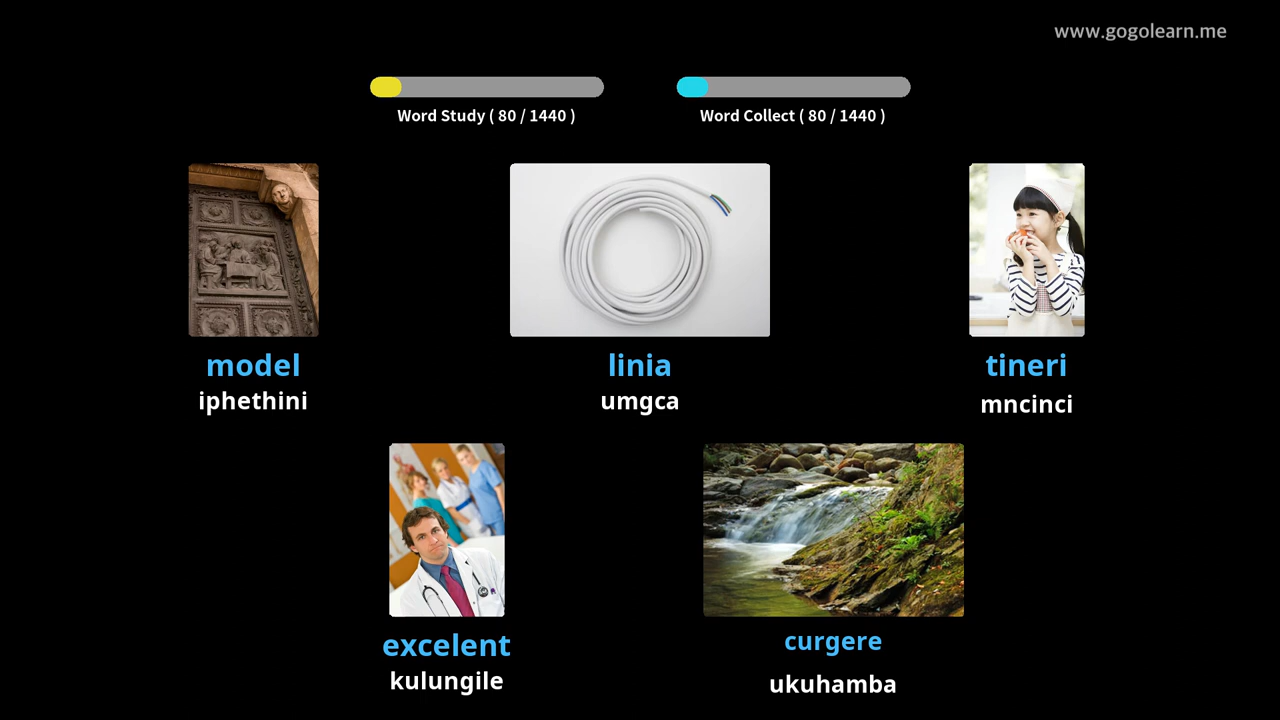 www.gogolearn.me
Word Study ( 80 / 1440 )
Word Collect ( 80 / 1440 )
model
iphethini
linia
umgca
tineri
mncinci
excelent
kulungile
curgere
ukuhamba